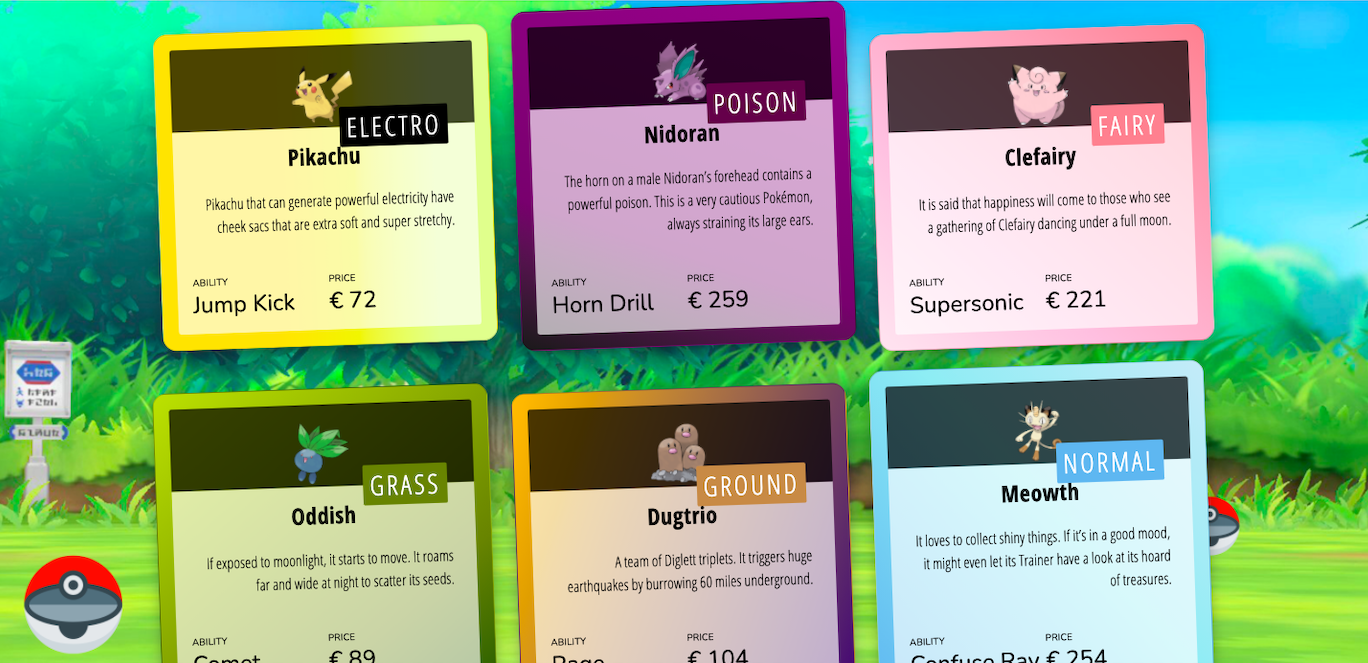 ELECTRO
Pikachu
Pikachu that can generate powerful electricity have
cheek sacs that are extra soft and super stretchy.
ABILITY
Jump Kick
PRICE
€ 72
POISON
Nidoran
The horn on a male Nidoran’s forehead contains a
powerful poison. This is a very cautious Pokémon,
always straining its large ears.
ABILITY
Horn Drill
PRICE
€ 259
FAIRY
Clefairy
It is said that happiness will come to those who see
a gathering of Clefairy dancing under a full moon.
ABILITY
Supersonic
PRICE
€ 221
GRASS
Oddish
If exposed to moonlight, it starts to move. It roams
far and wide at night to scatter its seeds.
ABILITY
Comet
PRICE
€ 89
GROUND
Dugtrio
A team of Diglett triplets. It triggers huge
earthquakes by burrowing 60 miles underground.
ABILITY
Rage
PRICE
€ 104
NORMAL
Meowth
It loves to collect shiny things. If it’s in a good mood,
it might even let its Trainer have a look at its hoard
of treasures.
ABILITY
Confuse Ray
PRICE
€ 254